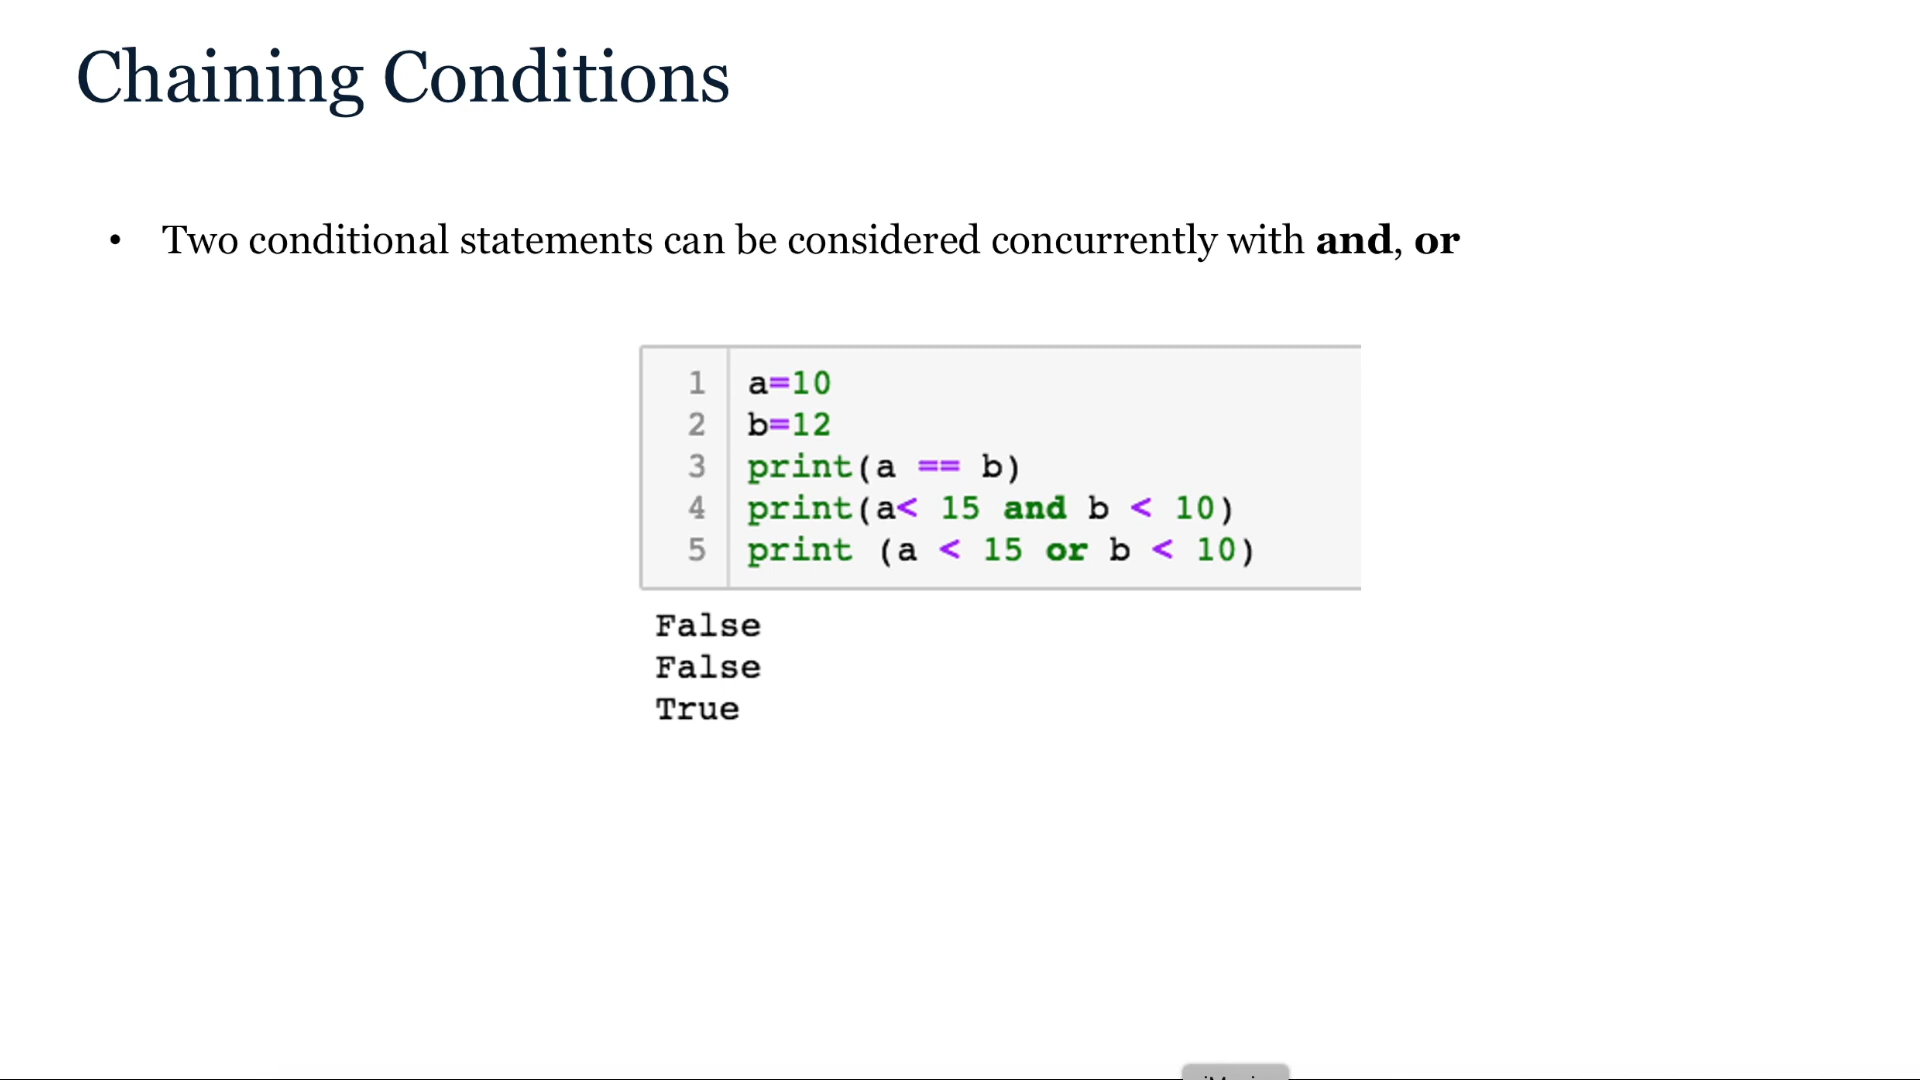 Chaining Conditions
• Two conditional statements can be considered concurrently with and, or
1 a=10
2 b=12
3 print(a == b)
4 print(a< 15 and b < 10)
5 print (a < 15 or b < 10)
False
False
True